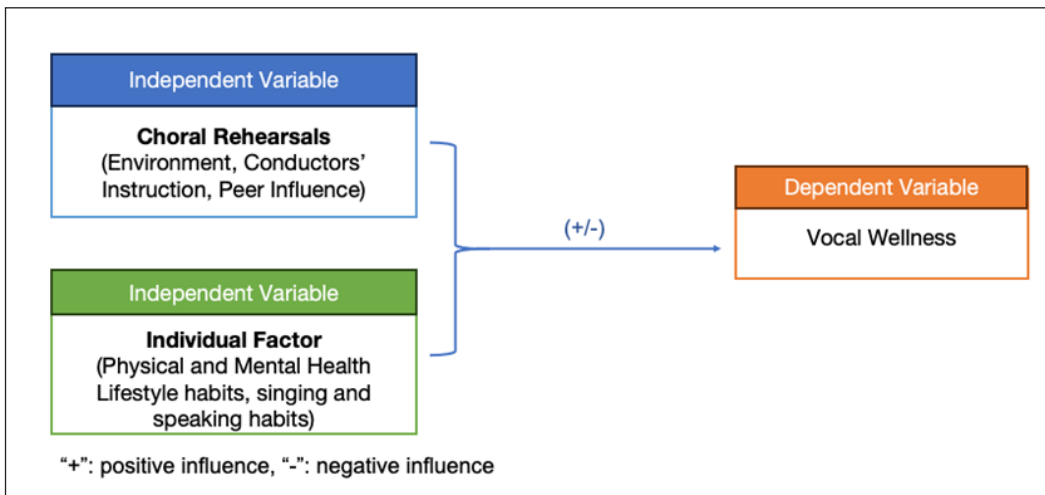 Independent Variable
Choral Rehearsals
(Environment, Conductors'
Instruction, Peer Influence)
Independent Variable
Individual Factor
(Physical and Mental Health
Lifestyle habits, singing and
speaking habits)
(+/-)
Dependent Variable
Vocal Wellness
“+”: positive influence, “-”: negative influence